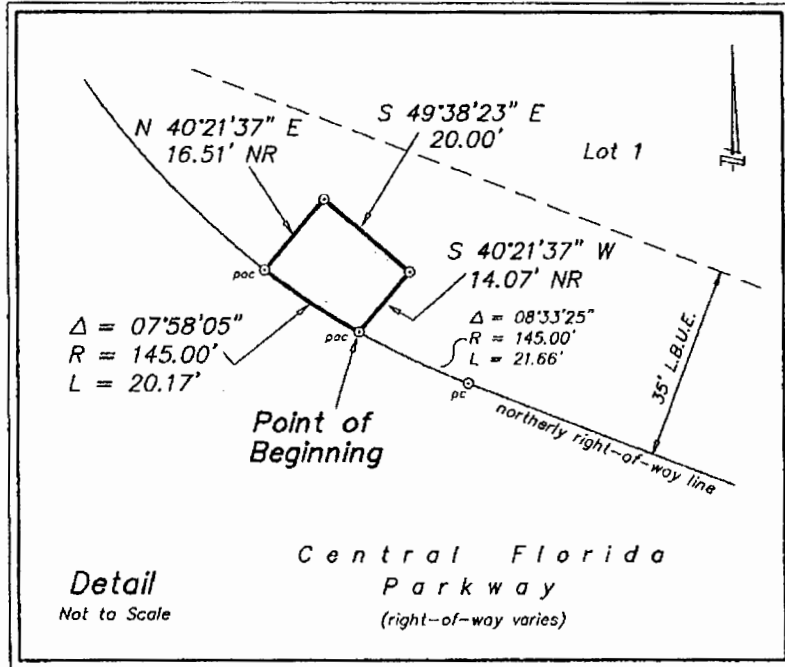 N 40°21'37" E
16.51' NR
S 49°38'23" E
20.00'
Lot 1
N
S 40°21'37" W
14.07' NR
poc
Δ = 07°58'05"
R = 145.00'
L = 20.17'
poc
Δ = 08°33'25"
R = 145.00'
L = 21.66'
35' L.B.U.E.
pc
northerly right-of-way line
Point of
Beginning
Central Florida
Parkway
(right-of-way varies)
Detail
Not to Scale